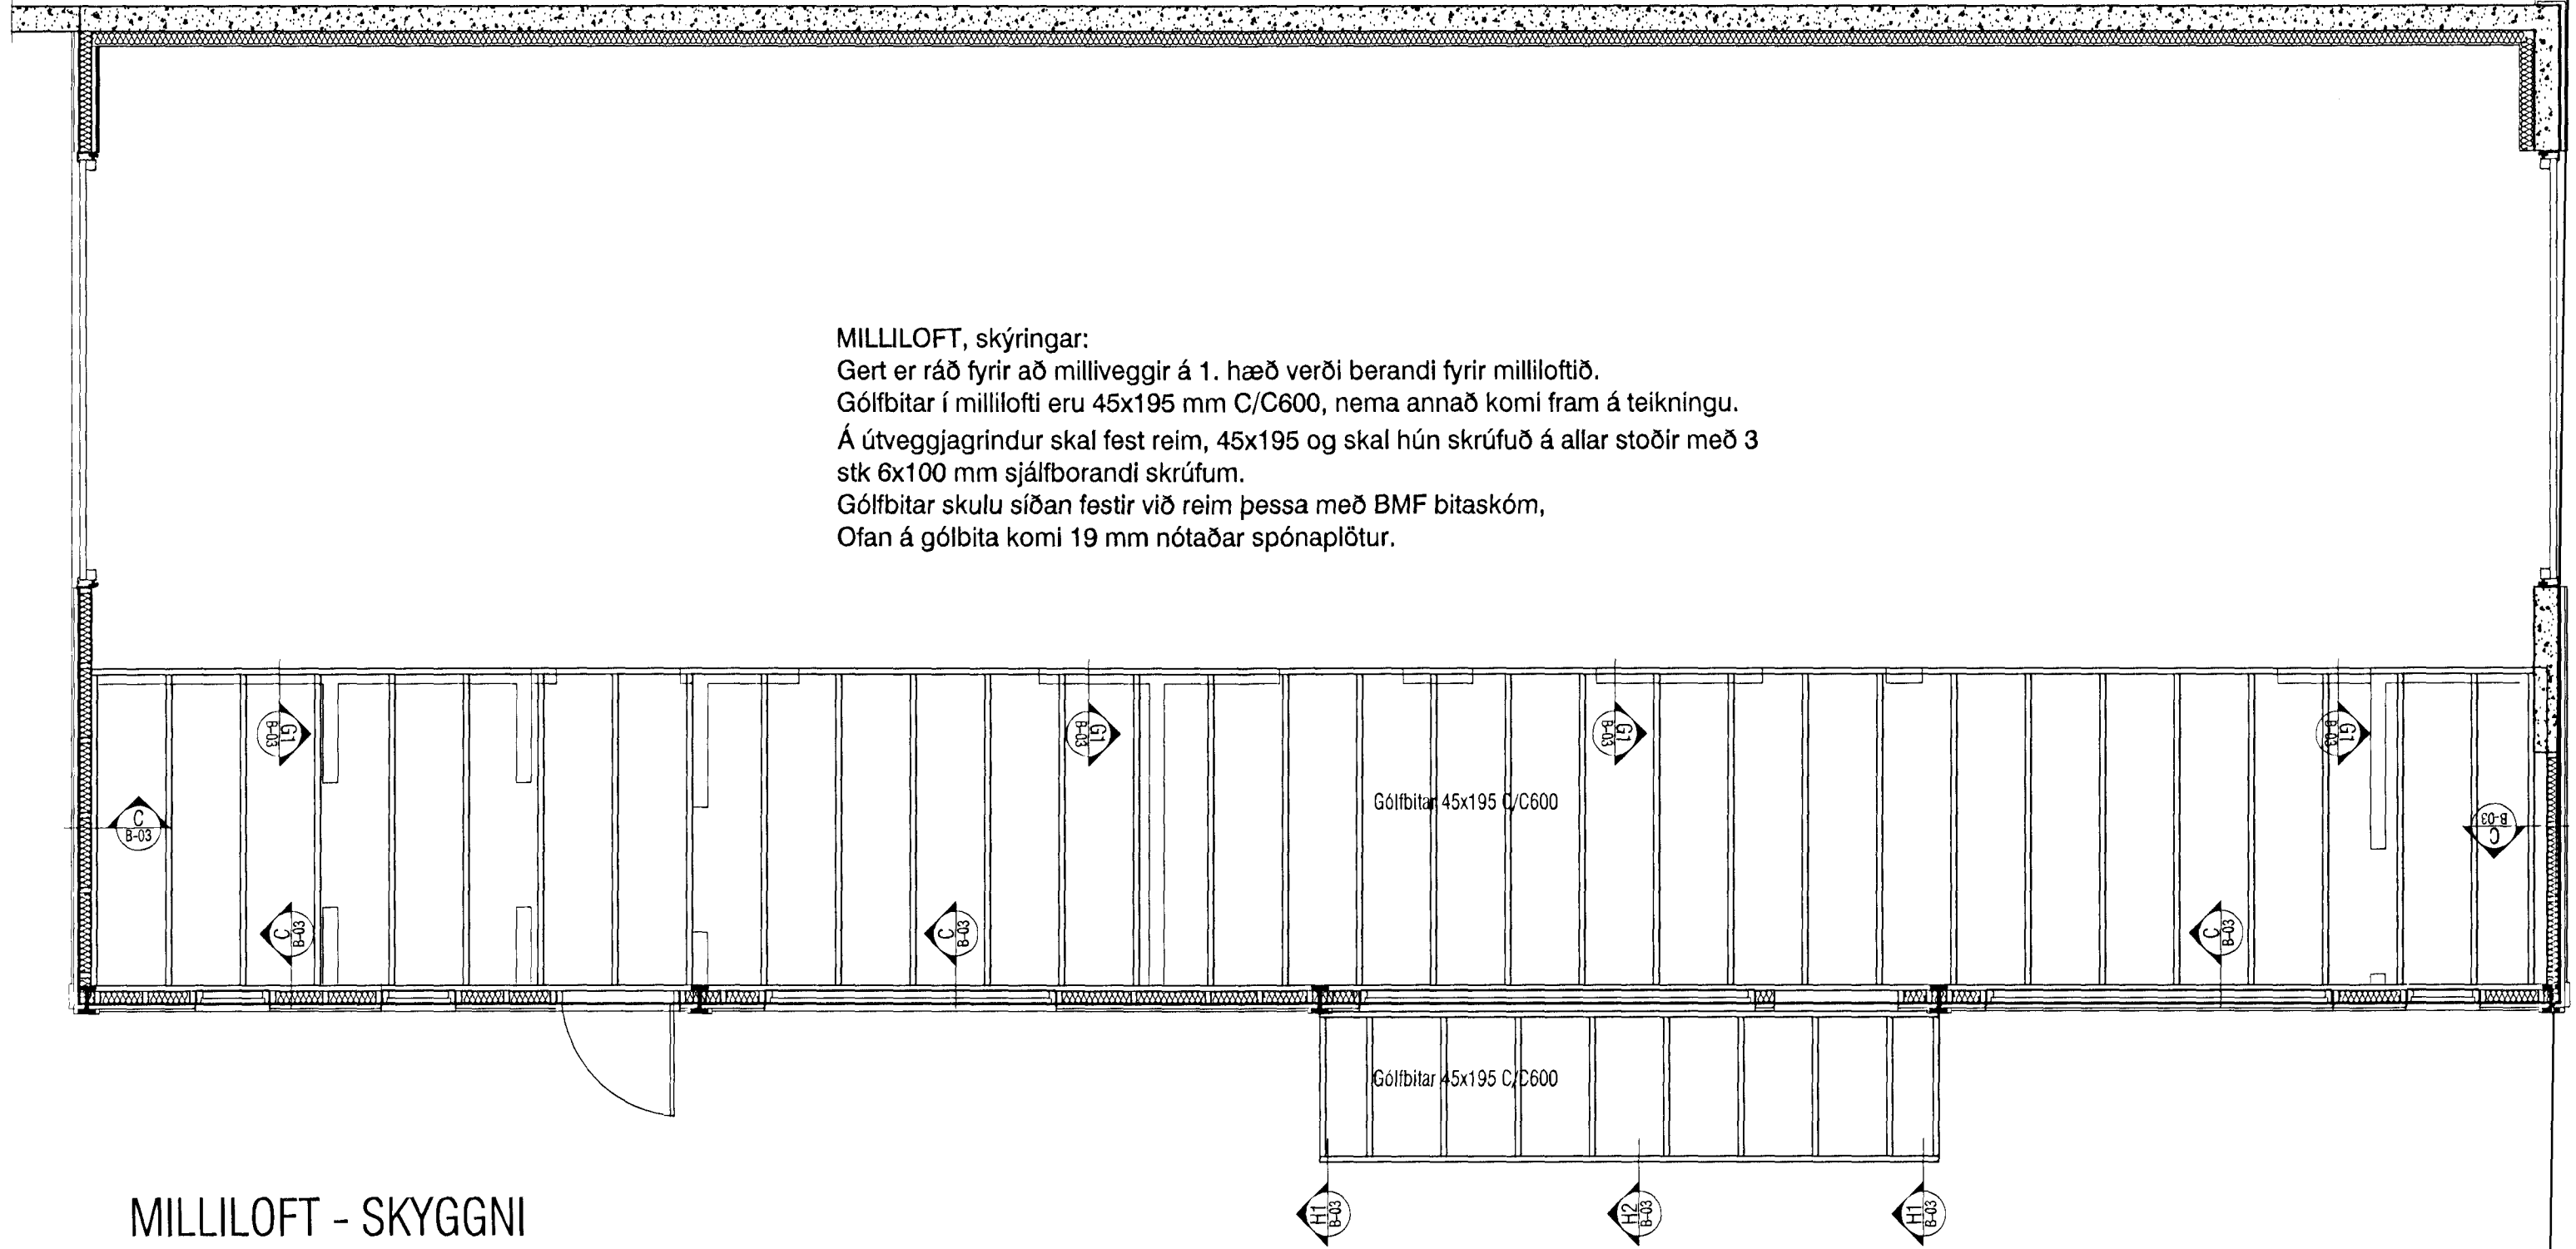 MILLILOFT, skýringar:
Gert er ráð fyrir að milliveggir á 1. hæð verði berandi fyrir milliloftið.
Gólfbitar í millilofti eru 45x195 mm C/C600, nema annað komi fram á teikningu.
Á útveggjagrindur skal fest reim, 45x195 og skal hún skrúfuð á allar stoðir með 3
stk 6x100 mm sjálfborandi skrúfum.
Gólfbitar skulu síðan festir við reim þessa með BMF bitaskóm,
Ofan á gólbita komi 19 mm nótaðar spónaplötur.
G1
B-03
G1
B-03
G1
B-03
G1
B-03
Gólfbitar 45x195 C/C600
C
B-03
C
B-03
C
B-03
C
B-03
C
B-03
Gólfbitar 45x195 C/C600
H1
B-03
H2
B-03
H1
B-03
MILLILOFT - SKYGGNI